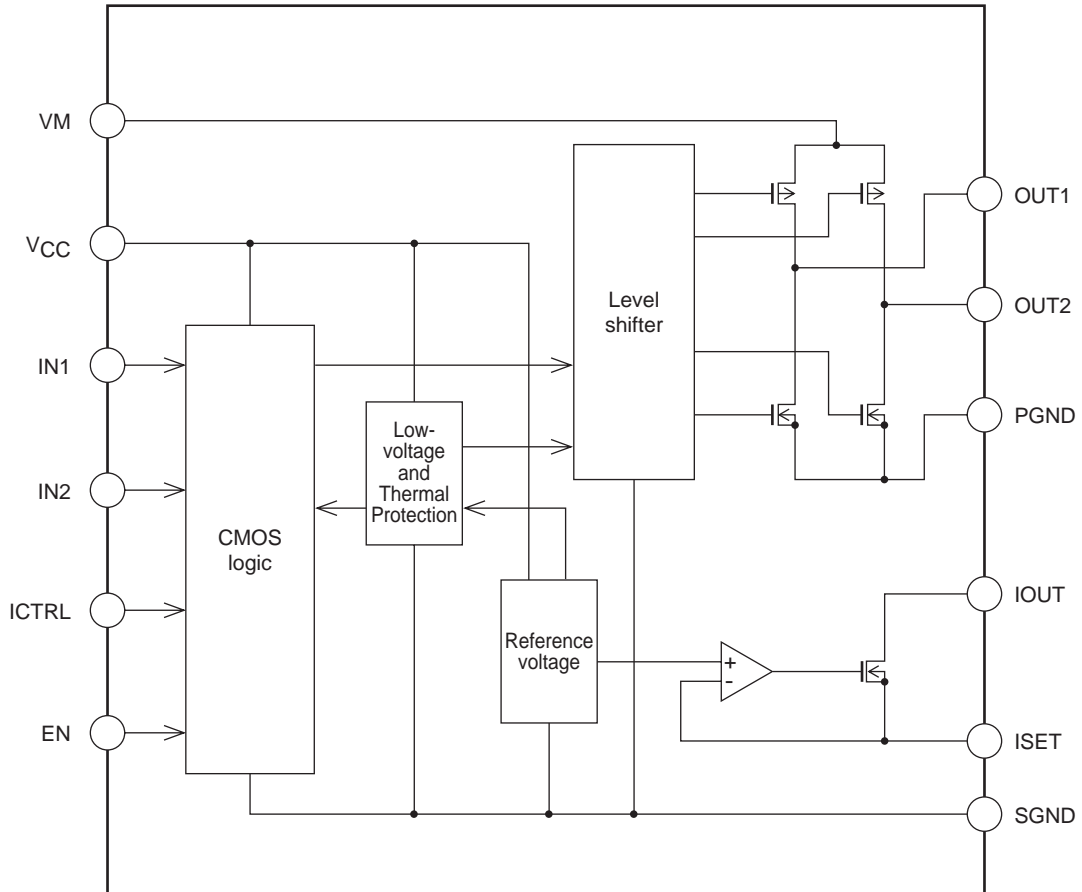 VM
VCC
IN1
IN2
ICTRL
EN
CMOS
logic
Low-
voltage
and
Thermal
Protection
Reference
voltage
Level
shifter
+
-
OUT1
OUT2
PGND
IOUT
ISET
SGND